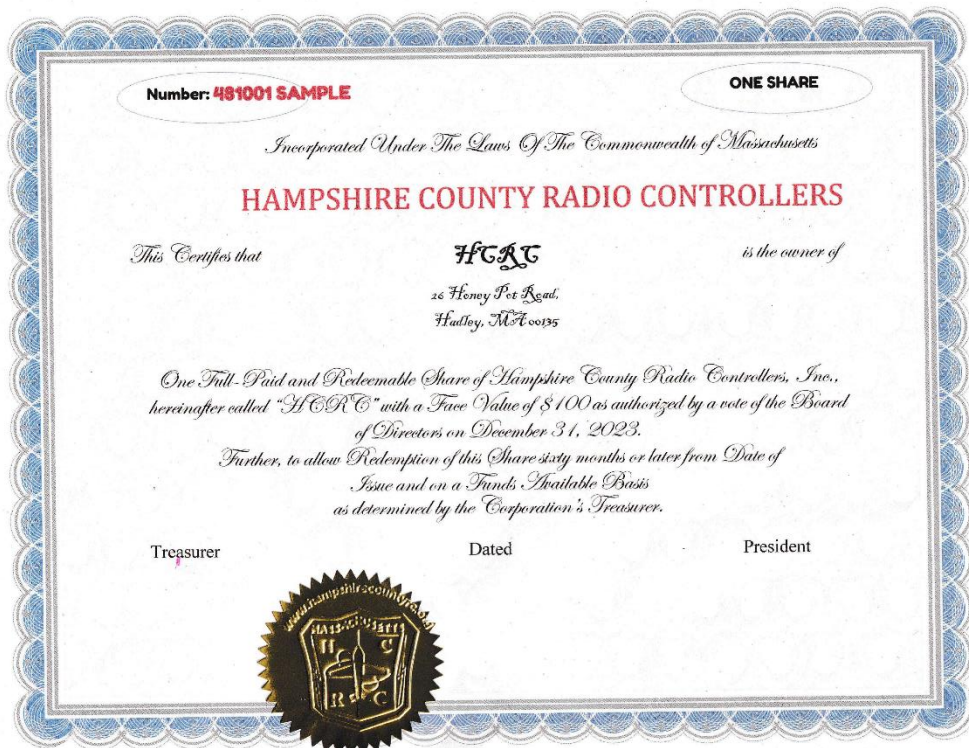 Number: 481001 SAMPLE
ONE SHARE
Incorporated Under The Laws Of The Commonwealth of Massachusetts
HAMPSHIRE COUNTY RADIO CONTROLLERS
This Certifies that
HCRC
is the owner of
26 Honey Pot Road,
Hadley, MA 00135
One Full-Paid and Redeemable Share of Hampshire County Radio Controllers, Inc.,
hereinafter called "HCRC" with a Face Value of $100 as authorized by a vote of the Board
of Directors on December 31, 2023.
Further, to allow Redemption of this Share sixty months or later from Date of
Issue and on a Funds Available Basis
as determined by the Corporation's Treasurer.
Treasurer
Dated
President
www.hampshirecountyrc.org
MASSACHUSETTS
H C
R C